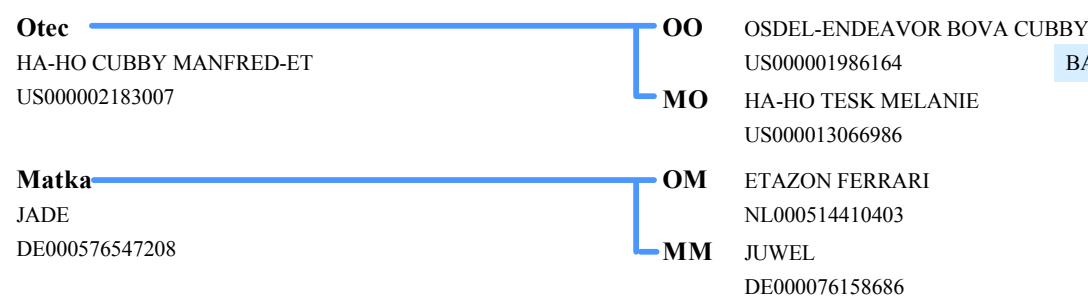 Otec
OO OSDEL-ENDEAVOR BOVA CUBBY
HA-HO CUBBY MANFRED-ET
US000001986164
US000002183007
MO HA-HO TESK MELANIE
US000013066986
Matka
OM ETAZON FERRARI
JADE
NL000514410403
DE000576547208
MM JUWEL
DE000076158686